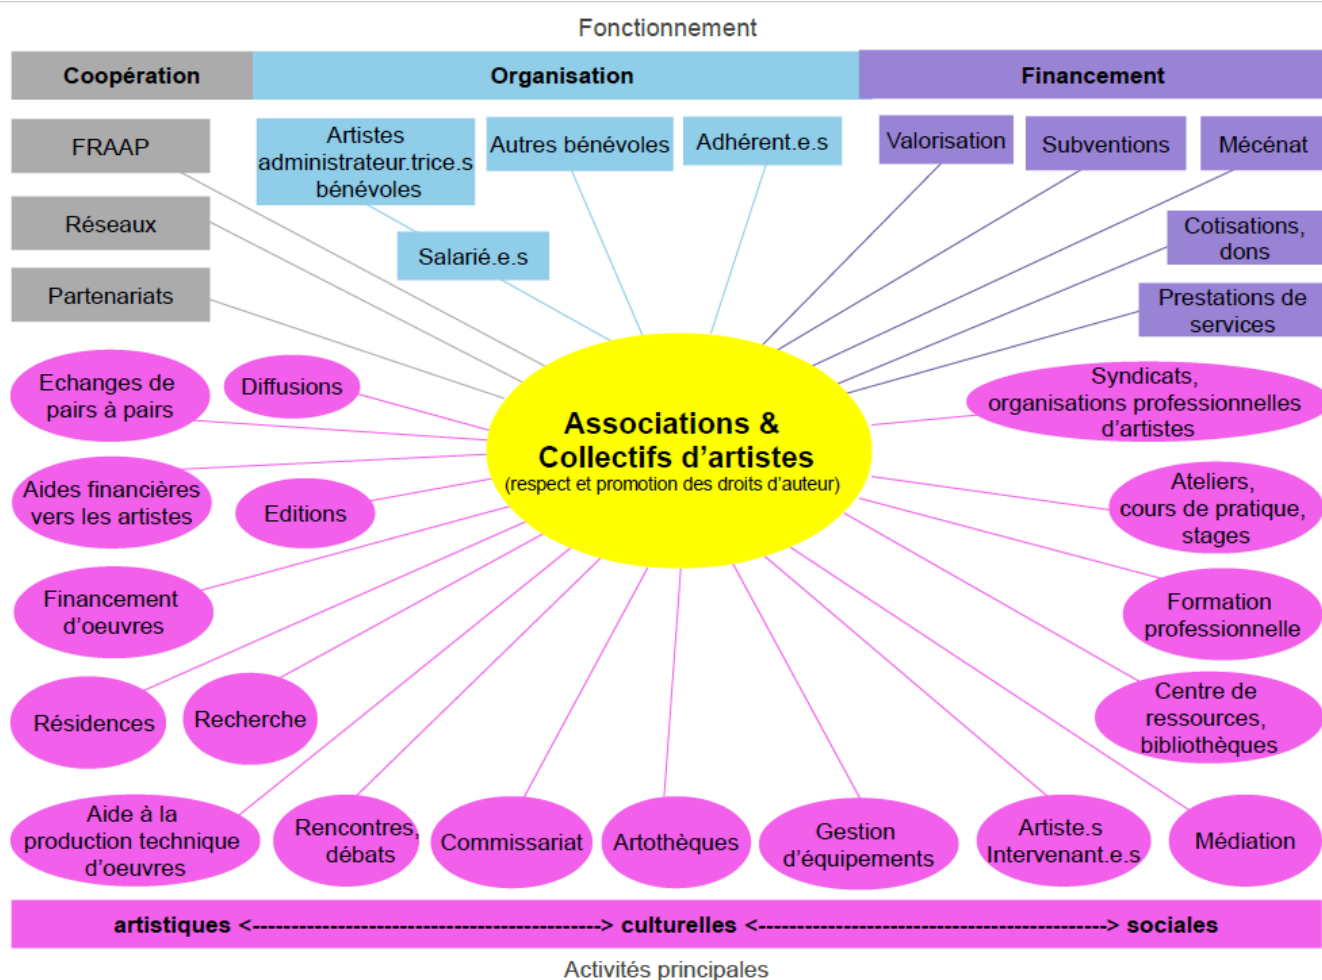 Fonctionnement
Coopération
Organisation
Financement
FRAAP
Réseaux
Partenariats
Artistes
administrateur.trice.s
bénévoles
Autres bénévoles
Adhérent.e.s
Salarié.e.s
Valorisation
Subventions
Mécénat
Cotisations,
dons
Prestations de
services
Associations &
Collectifs d’artistes
(respect et promotion des droits d’auteur)
Echanges de
pairs à pairs
Diffusions
Syndicats,
organisations professionnelles
d’artistes
Aides financières
vers les artistes
Editions
Ateliers,
cours de pratique,
stages
Financement
d’oeuvres
Formation
professionnelle
Résidences
Recherche
Centre de
ressources,
bibliothèques
Aide à la
production technique
d’oeuvres
Rencontres,
débats
Commissariat
Artothèques
Gestion
d’équipements
Artiste.s
Intervenant.e.s
Médiation
artistiques <---------------------------------------------> culturelles <---------------------------------------------> sociales
Activités principales